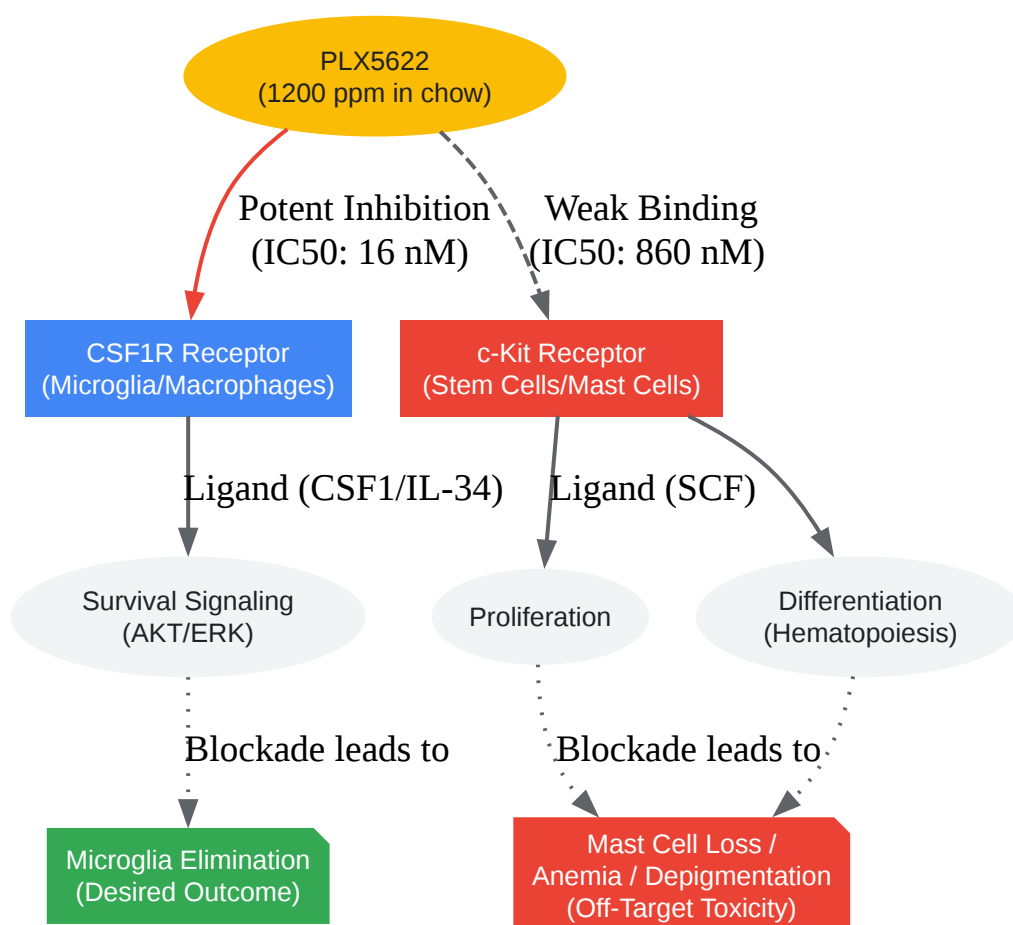 PLX5622
(1200 ppm in chow)
Potent Inhibition
(IC50: 16 nM)
Weak Binding
(IC50: 860 nM)
CSF1R Receptor
(Microglia/Macrophages)
c-Kit Receptor
(Stem Cells/Mast Cells)
Ligand (CSF1/IL-34)
Ligand (SCF)
Survival Signaling
(AKT/ERK)
Proliferation
Differentiation
(Hematopoiesis)
Blockade leads to
Blockade leads to
Microglia Elimination
(Desired Outcome)
Mast Cell Loss /
Anemia / Depigmentation
(Off-Target Toxicity)